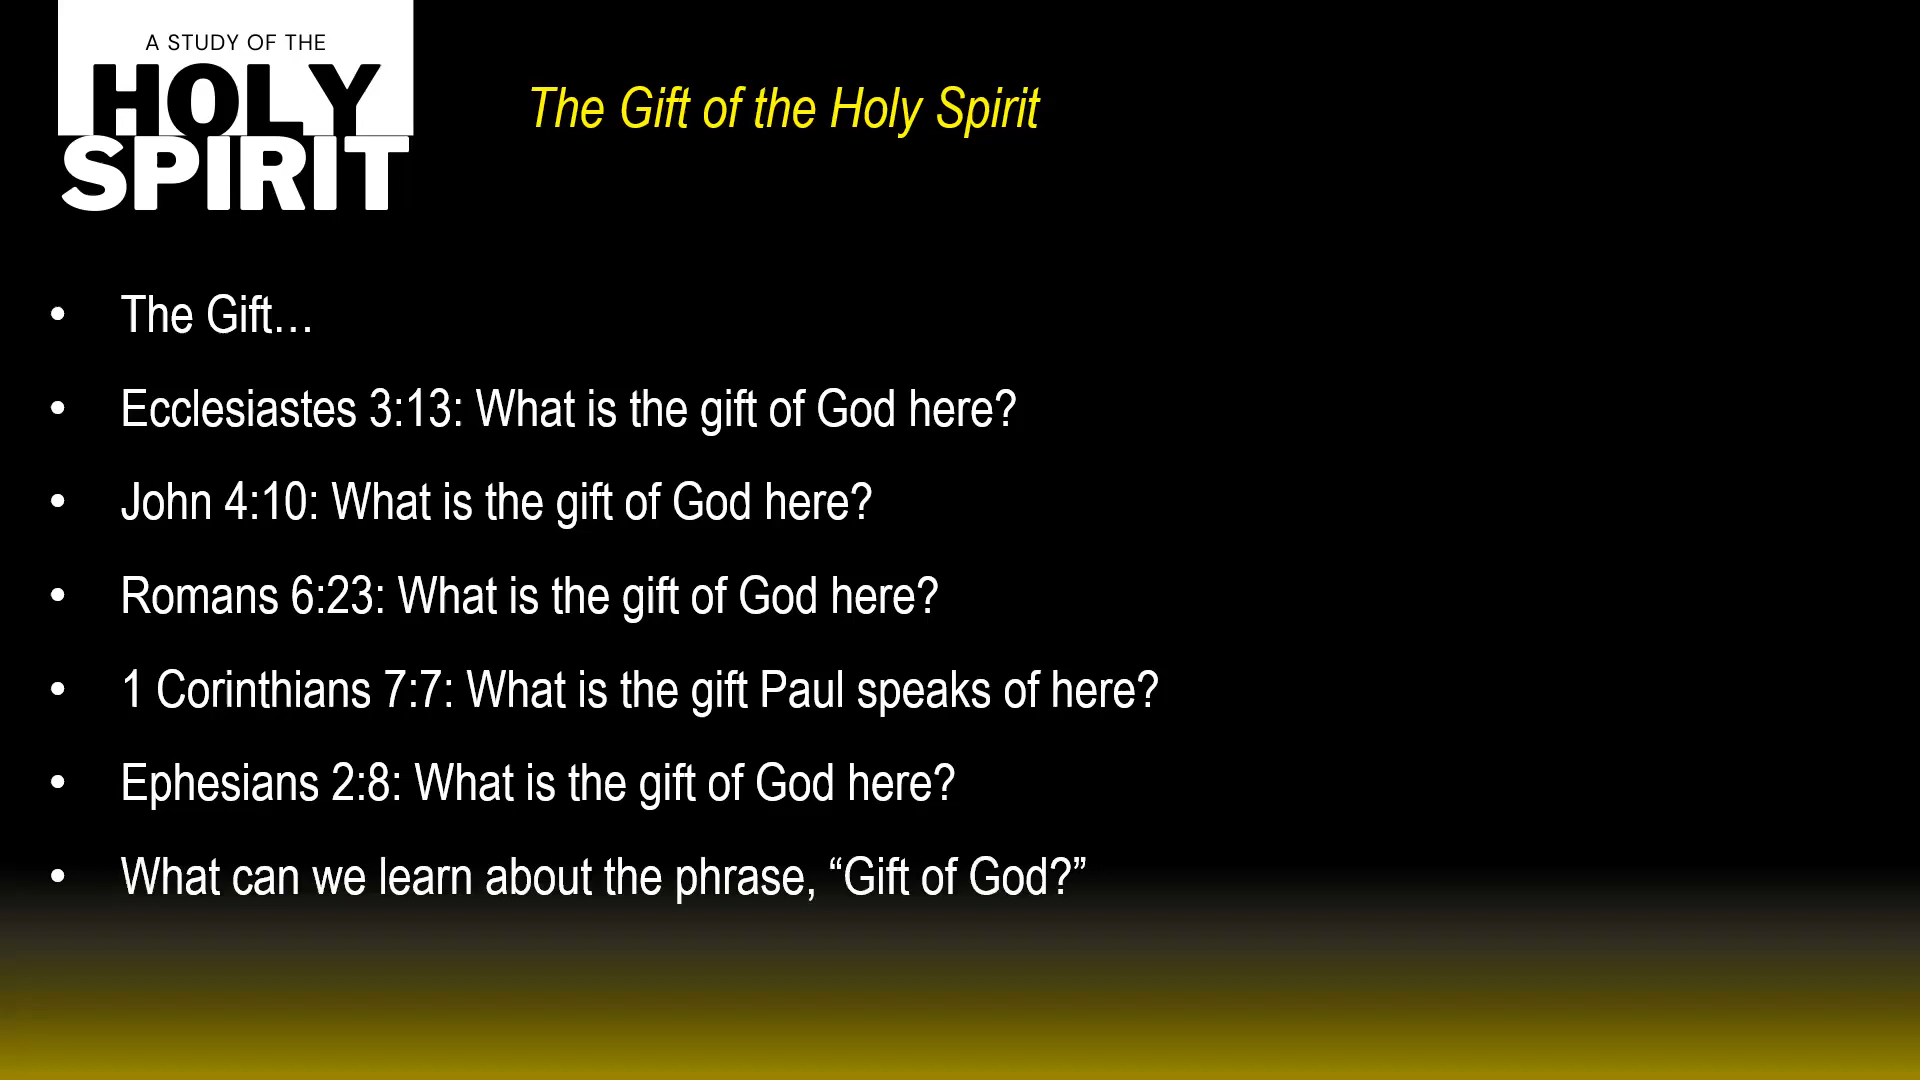 A STUDY OF THE
HOLY
SPIRIT
The Gift of the Holy Spirit
• The Gift…
• Ecclesiastes 3:13: What is the gift of God here?
• John 4:10: What is the gift of God here?
• Romans 6:23: What is the gift of God here?
• 1 Corinthians 7:7: What is the gift Paul speaks of here?
• Ephesians 2:8: What is the gift of God here?
• What can we learn about the phrase, “Gift of God?”